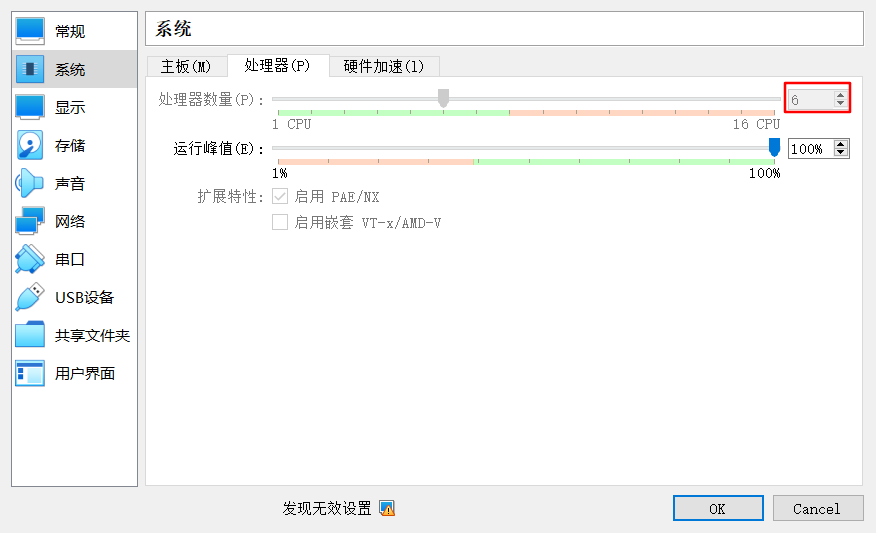 常规
系统
显示
存储
声音
网络
串口
USB设备
共享文件夹
用户界面
系统
主板(M) 处理器(P) 硬件加速(l)
处理器数量(P): 6
1 CPU 16 CPU
运行峰值(E): 100%
1% 100%
扩展特性: 启用 PAE/NX
启用嵌套 VT-x/AMD-V
发现无效设置 OK Cancel